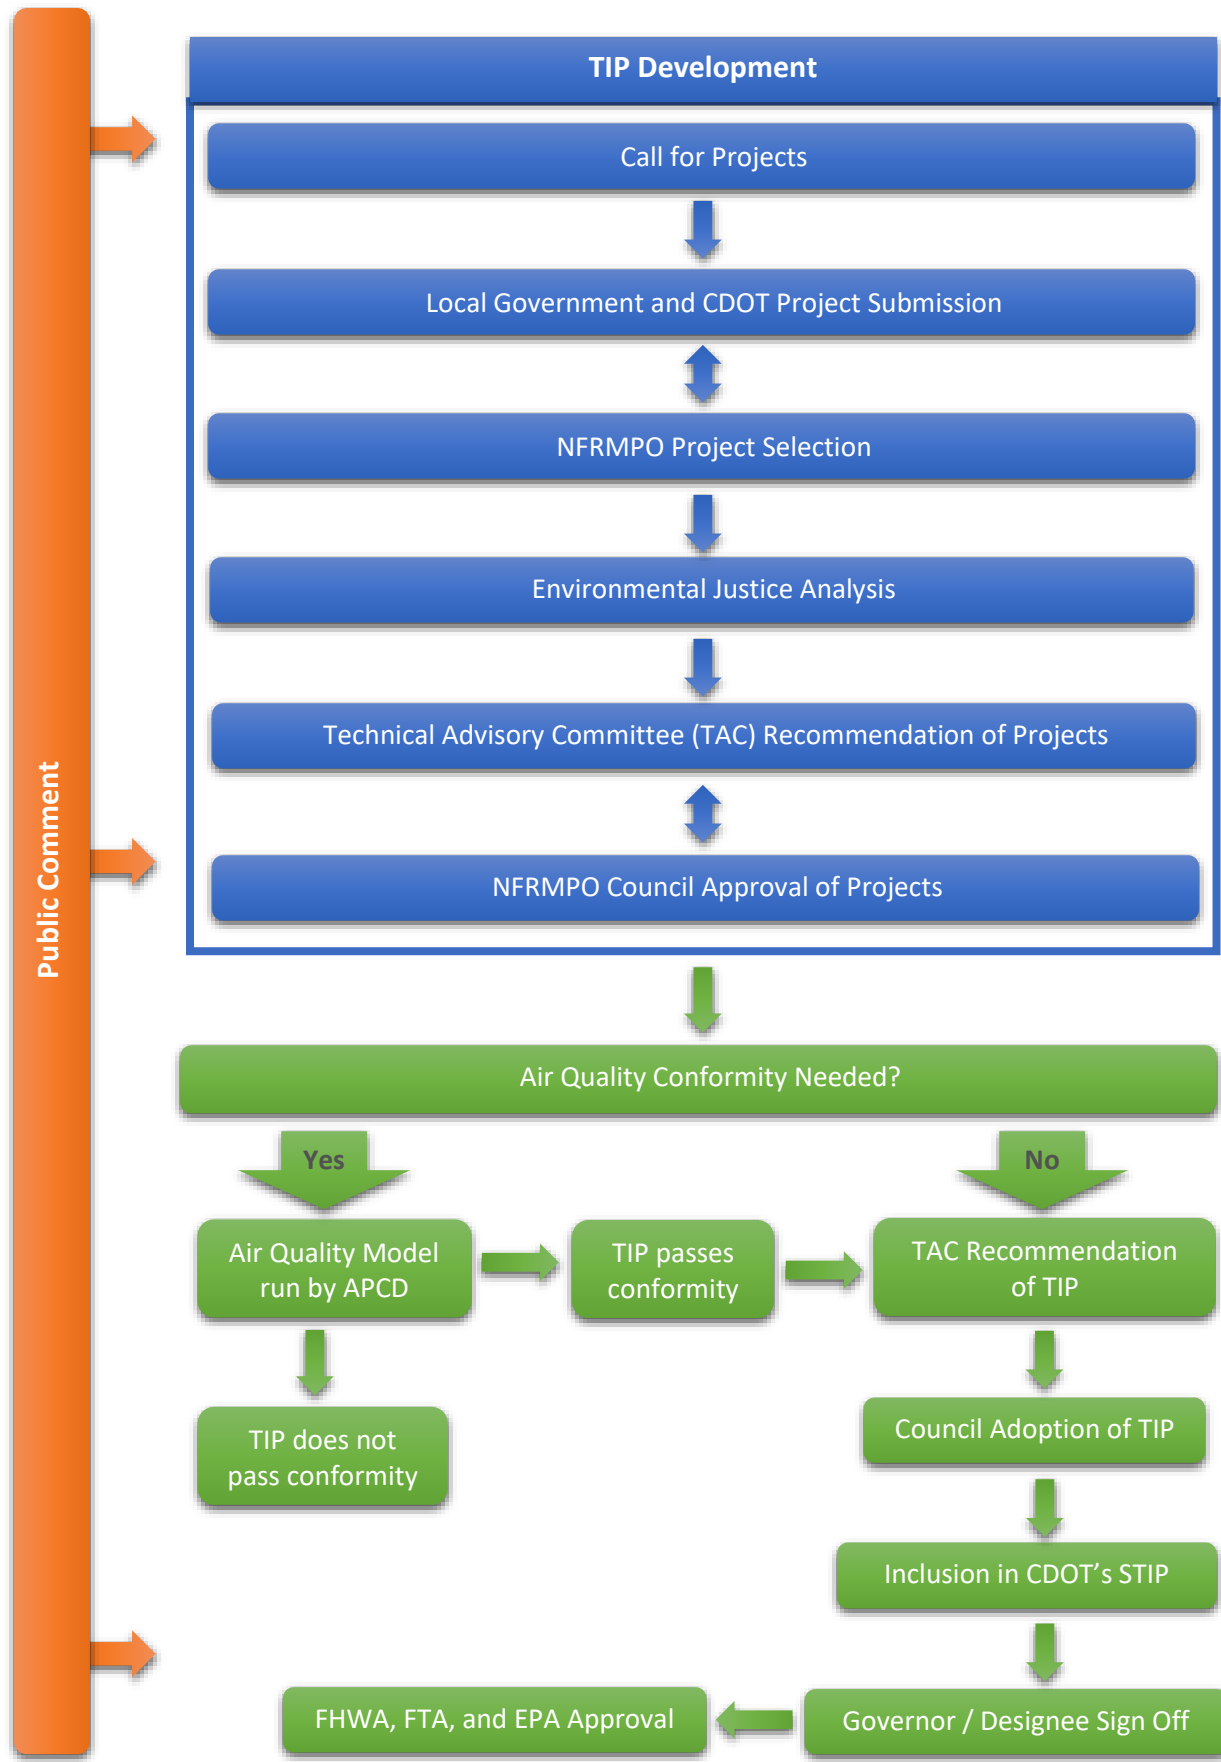 TIP Development
Call for Projects
Local Government and CDOT Project Submission
NFRMPO Project Selection
Environmental Justice Analysis
Technical Advisory Committee (TAC) Recommendation of Projects
NFRMPO Council Approval of Projects
Public Comment
Air Quality Conformity Needed?
Yes
No
Air Quality Model
run by APCD
TIP passes
conformity
TAC Recommendation
of TIP
TIP does not
pass conformity
Council Adoption of TIP
Inclusion in CDOT’s STIP
Governor / Designee Sign Off
FHWA, FTA, and EPA Approval